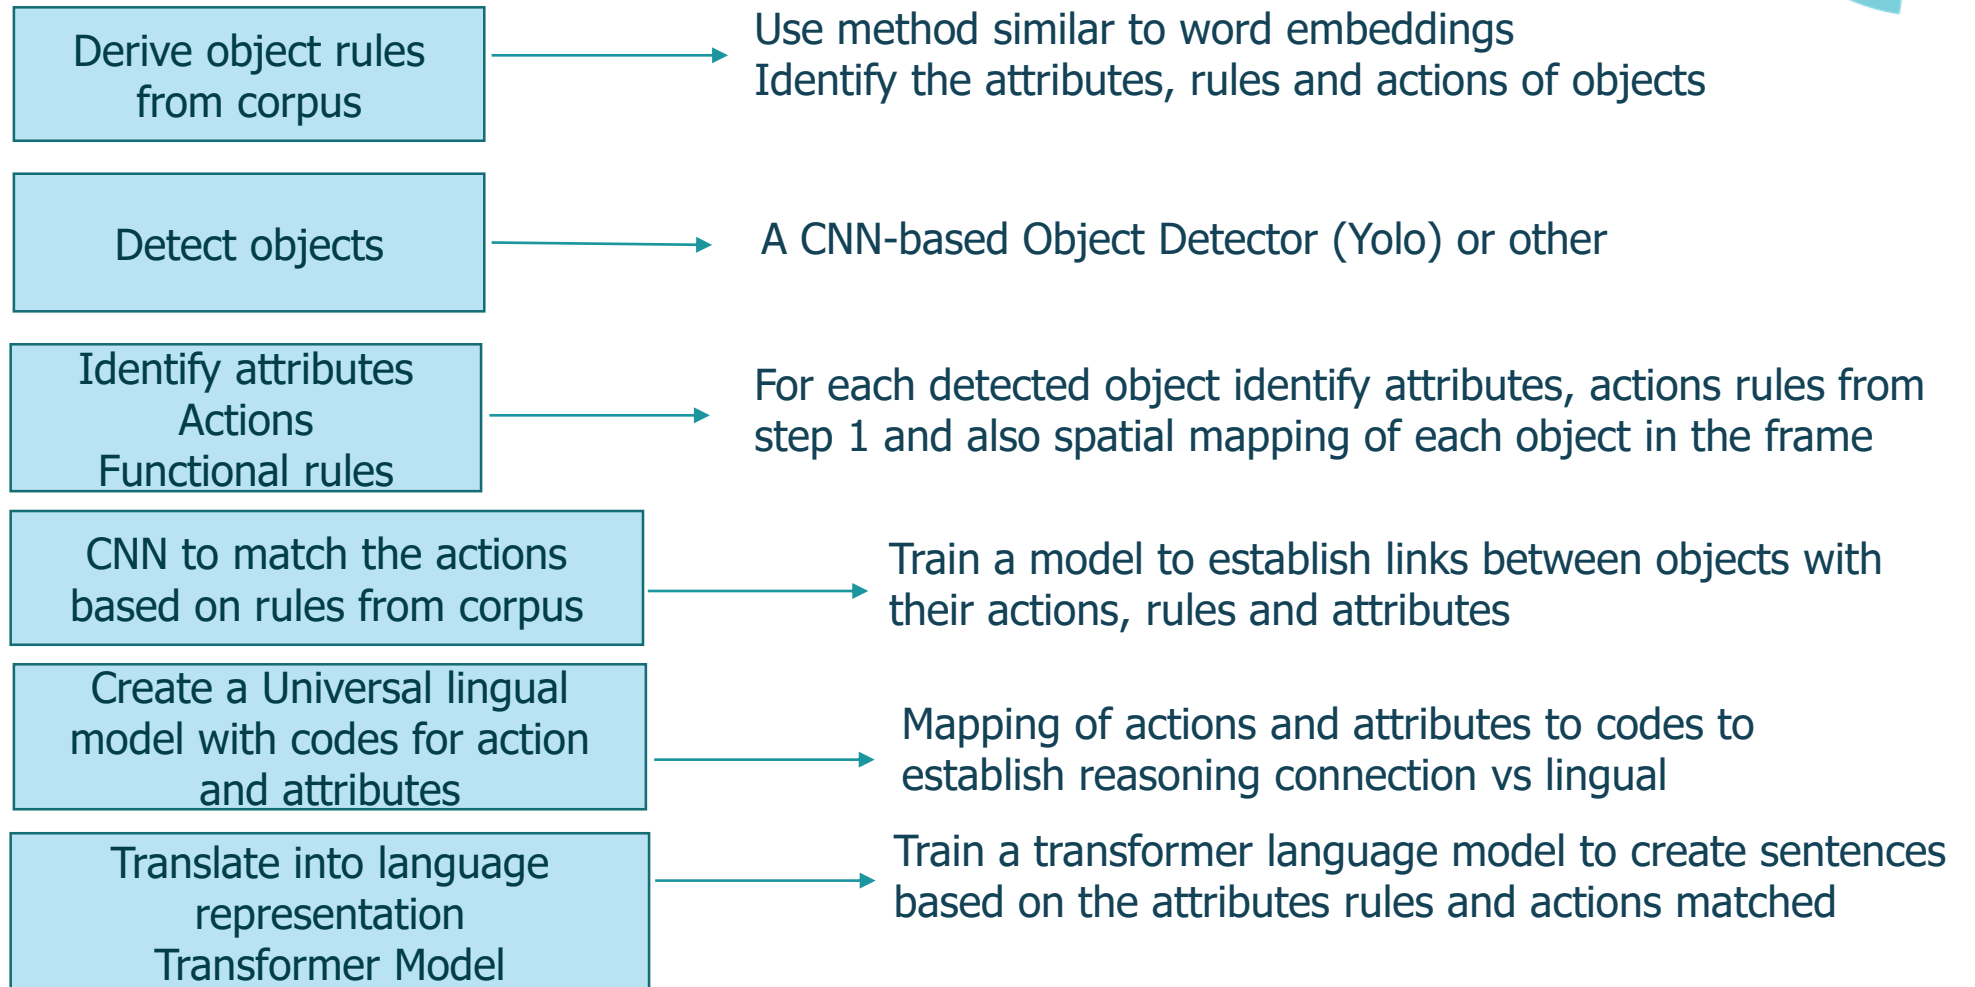 Derive object rules
from corpus
Use method similar to word embeddings
Identify the attributes, rules and actions of objects
Detect objects
A CNN-based Object Detector (Yolo) or other
Identify attributes
Actions
Functional rules
For each detected object identify attributes, actions rules from
step 1 and also spatial mapping of each object in the frame
CNN to match the actions
based on rules from corpus
Train a model to establish links between objects with
their actions, rules and attributes
Create a Universal lingual
model with codes for action
and attributes
Mapping of actions and attributes to codes to
establish reasoning connection vs lingual
Translate into language
representation
Transformer Model
Train a transformer language model to create sentences
based on the attributes rules and actions matched